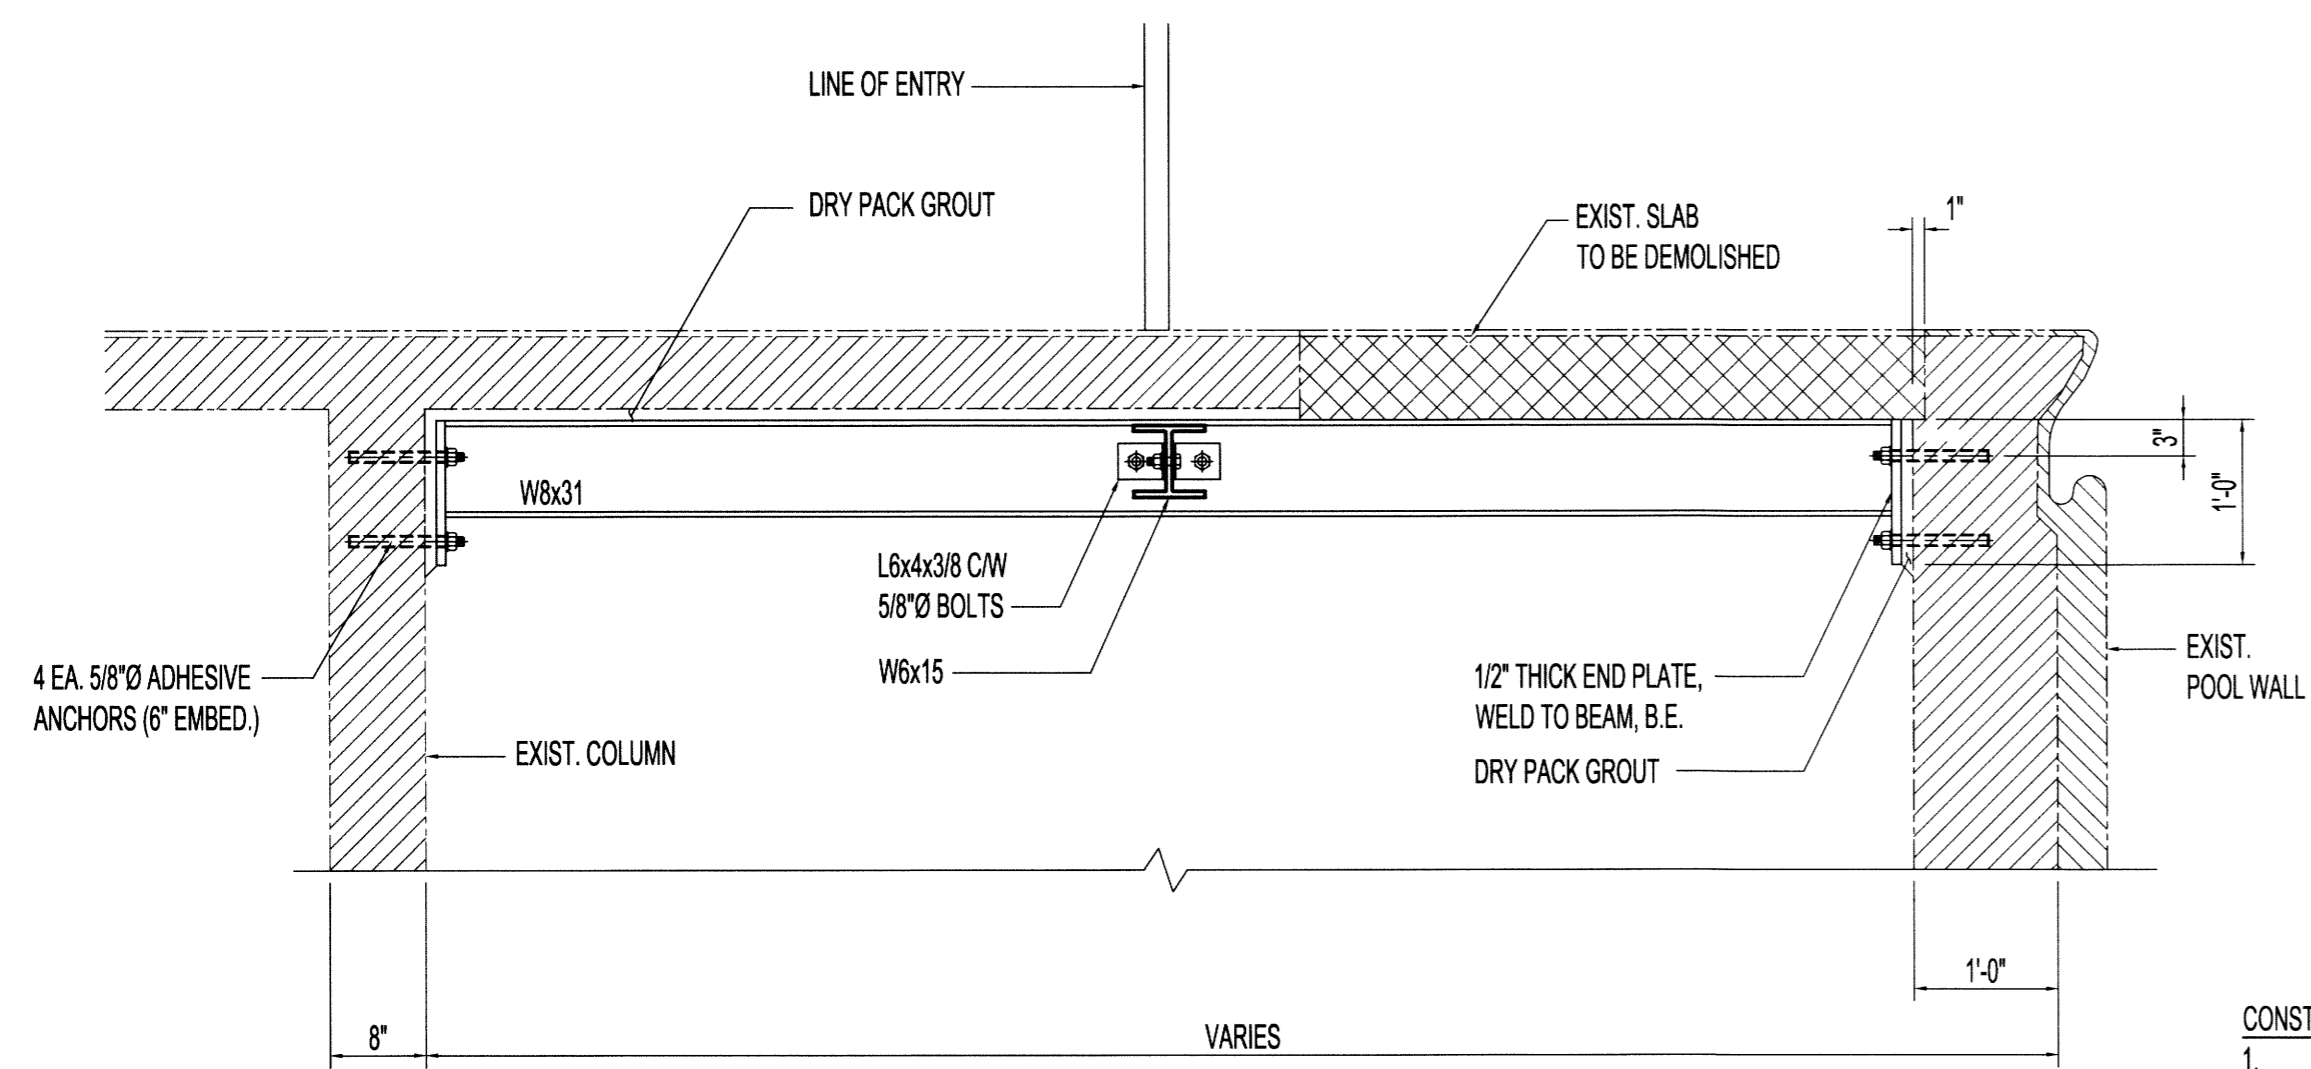 LINE OF ENTRY
DRY PACK GROUT
EXIST. SLAB
TO BE DEMOLISHED
1"
3"
1'-0"
W8x31
L6x4x3/8 C/W
5/8"Ø BOLTS
W6x15
4 EA. 5/8"Ø ADHESIVE
ANCHORS (6" EMBED.)
EXIST. COLUMN
1/2" THICK END PLATE,
WELD TO BEAM, B.E.
DRY PACK GROUT
EXIST.
POOL WALL
1'-0"
8"
VARIES
CONST
1.